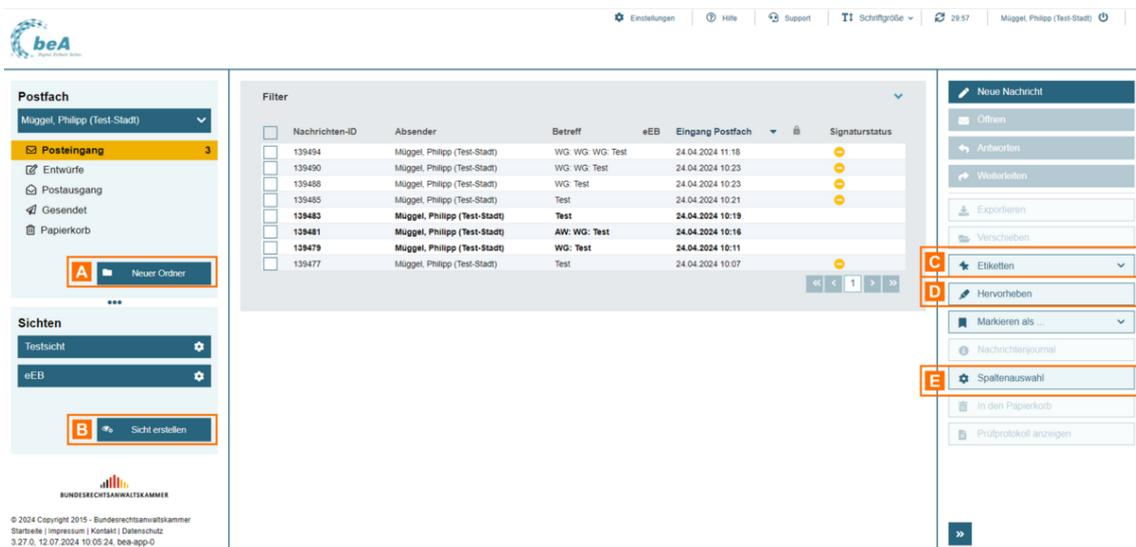 Einstellungen Hilfe Support Schriftgröße 29:57 Müggel, Philipp (Test-Stadt)
beA
Postfach
Müggel, Philipp (Test-Stadt)
Posteingang 3
Entwürfe
Postausgang
Gesendet
Papierkorb
A Neuer Ordner
Sichten
Testsicht
eEB
B Sicht erstellen
BUNDESRECHTSANWALTSKAMMER
© 2024 Copyright 2015 - Bundesrechtsanwaltskammer
Startseite | Impressum | Kontakt | Datenschutz
3.27.0, 12.07.2024 10:05:24, bea-app-0
Filter
Nachrichten-ID Absender Betreff eEB Eingang Postfach Signaturstatus
139494 Müggel, Philipp (Test-Stadt) WG: WG: WG: Test 24.04.2024 11:18
139490 Müggel, Philipp (Test-Stadt) WG: WG: Test 24.04.2024 10:23
139488 Müggel, Philipp (Test-Stadt) WG: Test 24.04.2024 10:23
139485 Müggel, Philipp (Test-Stadt) Test 24.04.2024 10:21
139483 Müggel, Philipp (Test-Stadt) Test 24.04.2024 10:19
139481 Müggel, Philipp (Test-Stadt) AW: WG: Test 24.04.2024 10:16
139479 Müggel, Philipp (Test-Stadt) WG: Test 24.04.2024 10:11
139477 Müggel, Philipp (Test-Stadt) Test 24.04.2024 10:07
« < 1 > »
Neue Nachricht
Öffnen
Antworten
Weiterleiten
Exportieren
Verschieben
C Etiketten
D Hervorheben
Markieren als ...
Nachrichtenjournal
E Spaltenauswahl
In den Papierkorb
Prüfprotokoll anzeigen
»